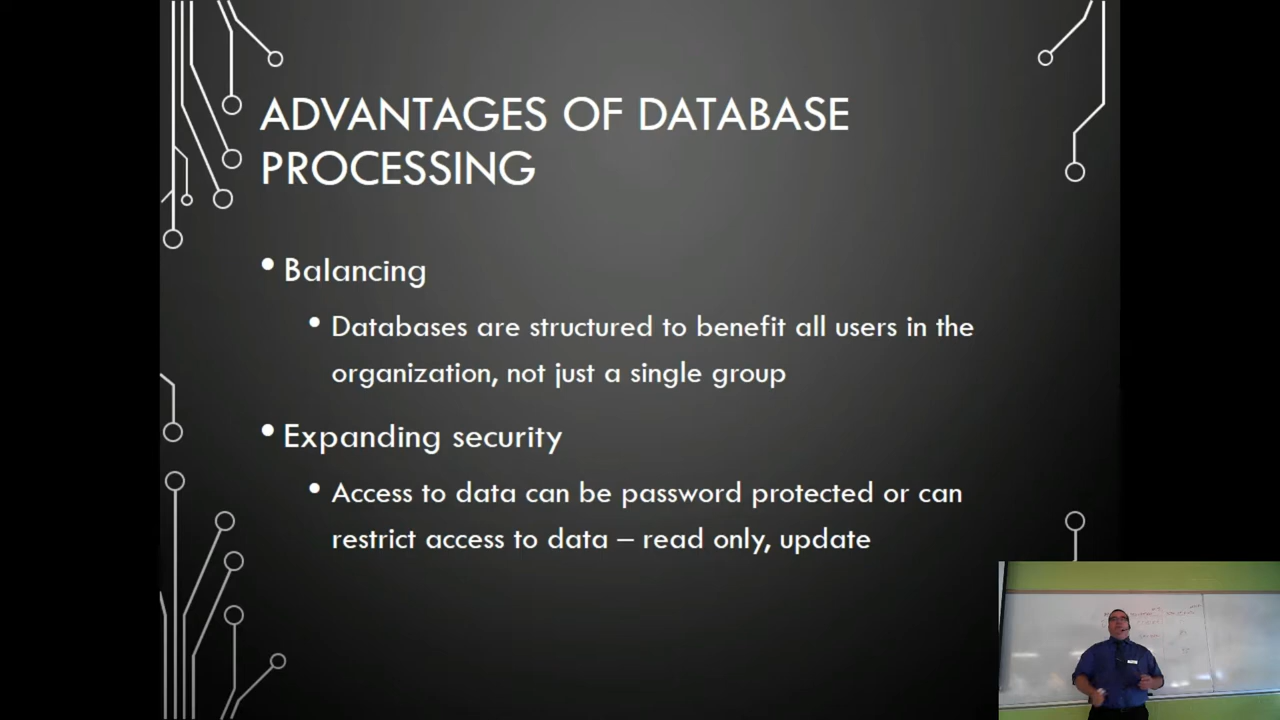 ADVANTAGES OF DATABASE
PROCESSING
• Balancing
• Databases are structured to benefit all users in the
organization, not just a single group
• Expanding security
• Access to data can be password protected or can
restrict access to data – read only, update